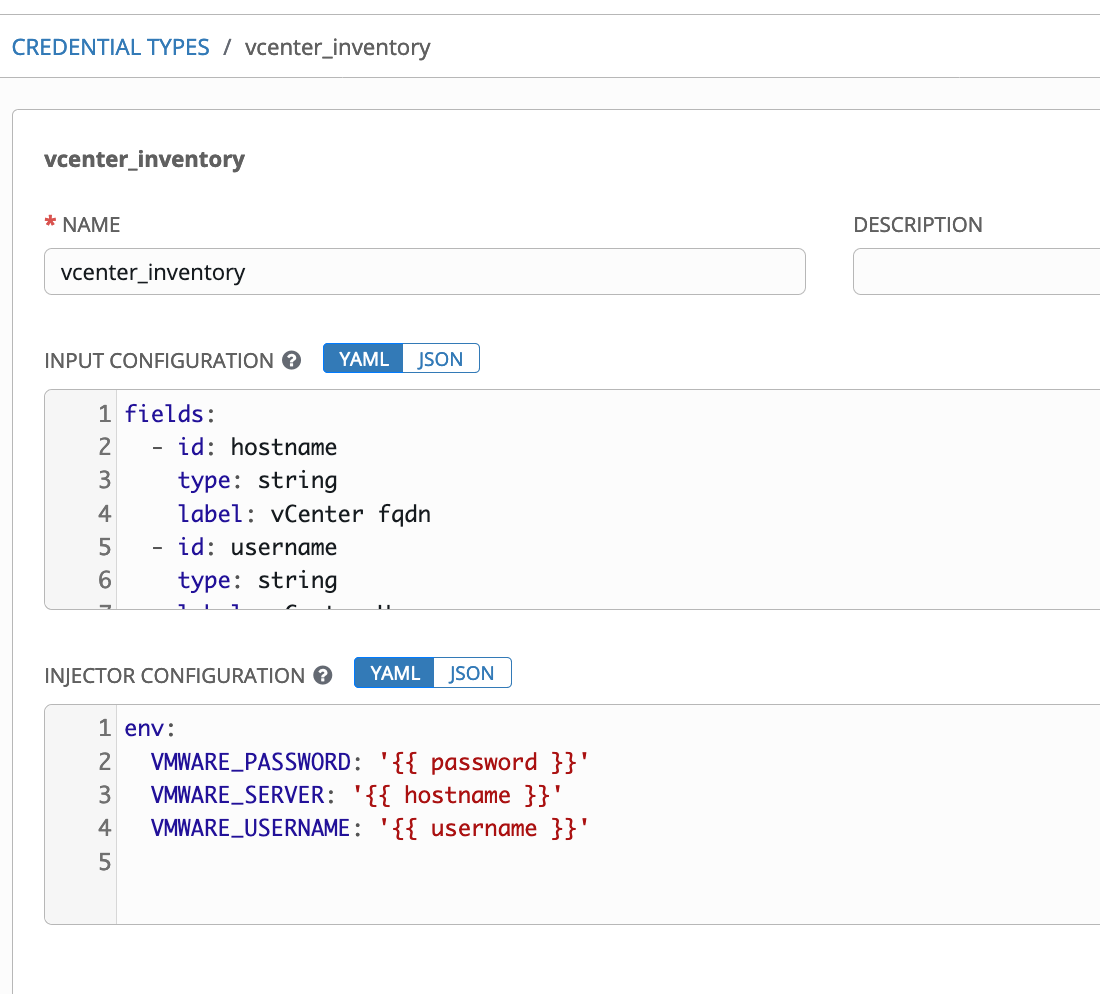 CREDENTIAL TYPES / vcenter_inventory
vcenter_inventory
* NAME
DESCRIPTION
vcenter_inventory
INPUT CONFIGURATION ? YAML JSON
1 fields:
2 - id: hostname
3 type: string
4 label: vCenter fqdn
5 - id: username
6 type: string
INJECTOR CONFIGURATION ? YAML JSON
1 env:
2 VMWARE_PASSWORD: '{{ password }}'
3 VMWARE_SERVER: '{{ hostname }}'
4 VMWARE_USERNAME: '{{ username }}'
5